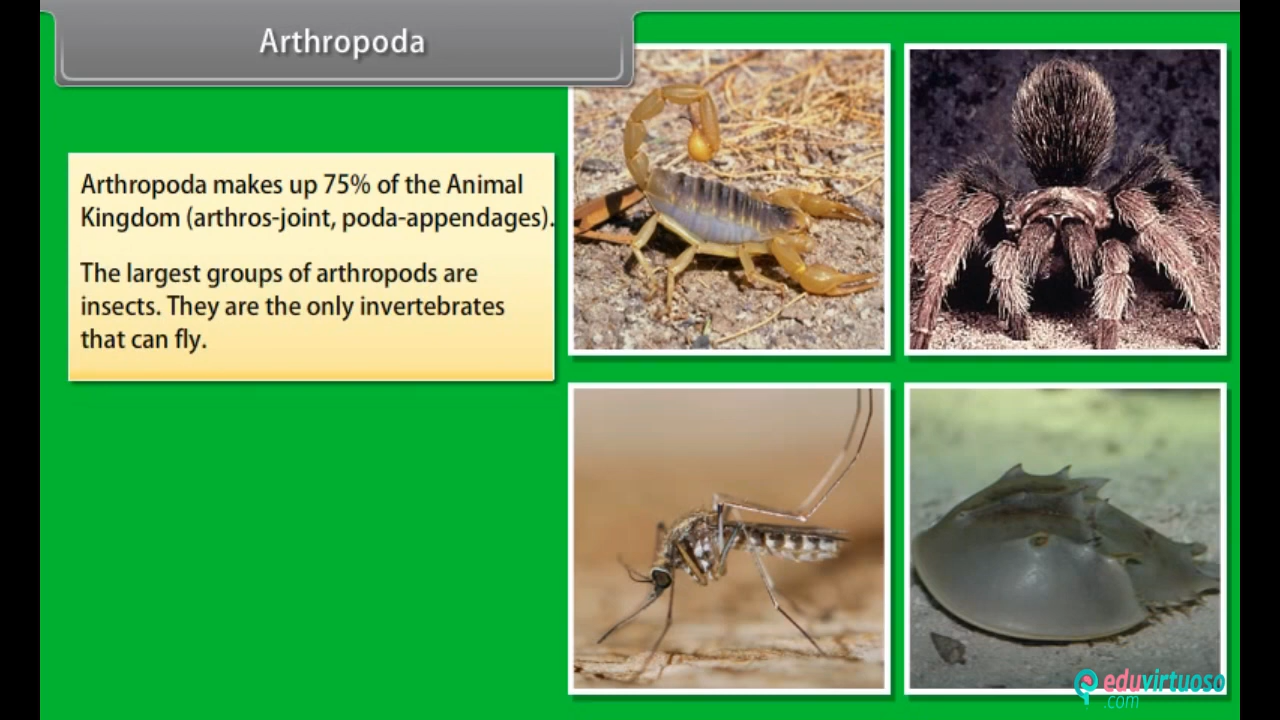 Arthropoda
Arthropoda makes up 75% of the Animal
Kingdom (arthros-joint, poda-appendages).
The largest groups of arthropods are
insects. They are the only invertebrates
that can fly.
eduvirtuoso
.com